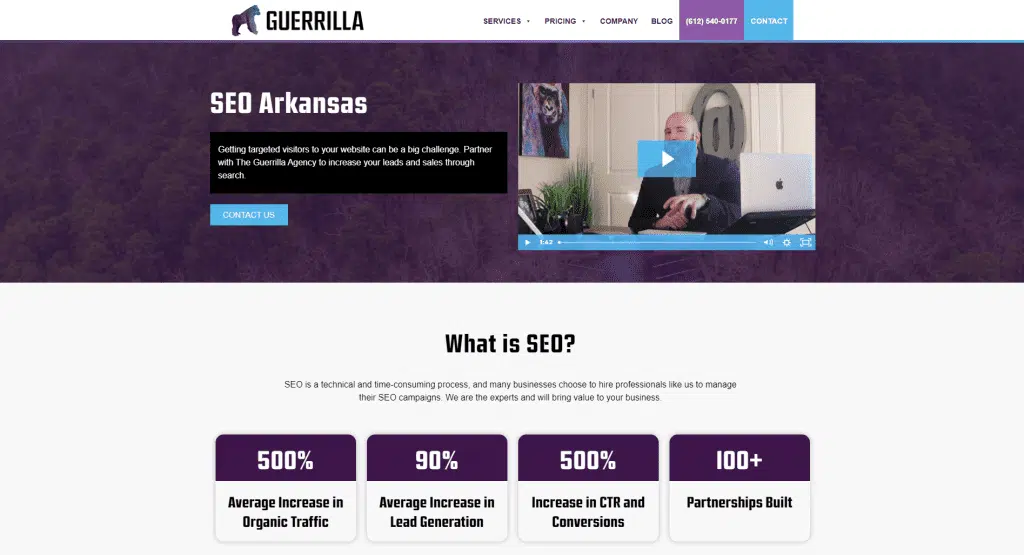 GUERRILLA
SERVICES
PRICING
COMPANY
BLOG
(612) 540-0177
CONTACT
SEO Arkansas
Getting targeted visitors to your website can be a big challenge. Partner
with The Guerrilla Agency to increase your leads and sales through
search.
CONTACT US
1:43
What is SEO?
SEO is a technical and time-consuming process, and many businesses choose to hire professionals like us to manage
their SEO campaigns. We are the experts and will bring value to your business.
500%
Average Increase in
Organic Traffic
90%
Average Increase in
Lead Generation
500%
Increase in CTR and
Conversions
100+
Partnerships Built